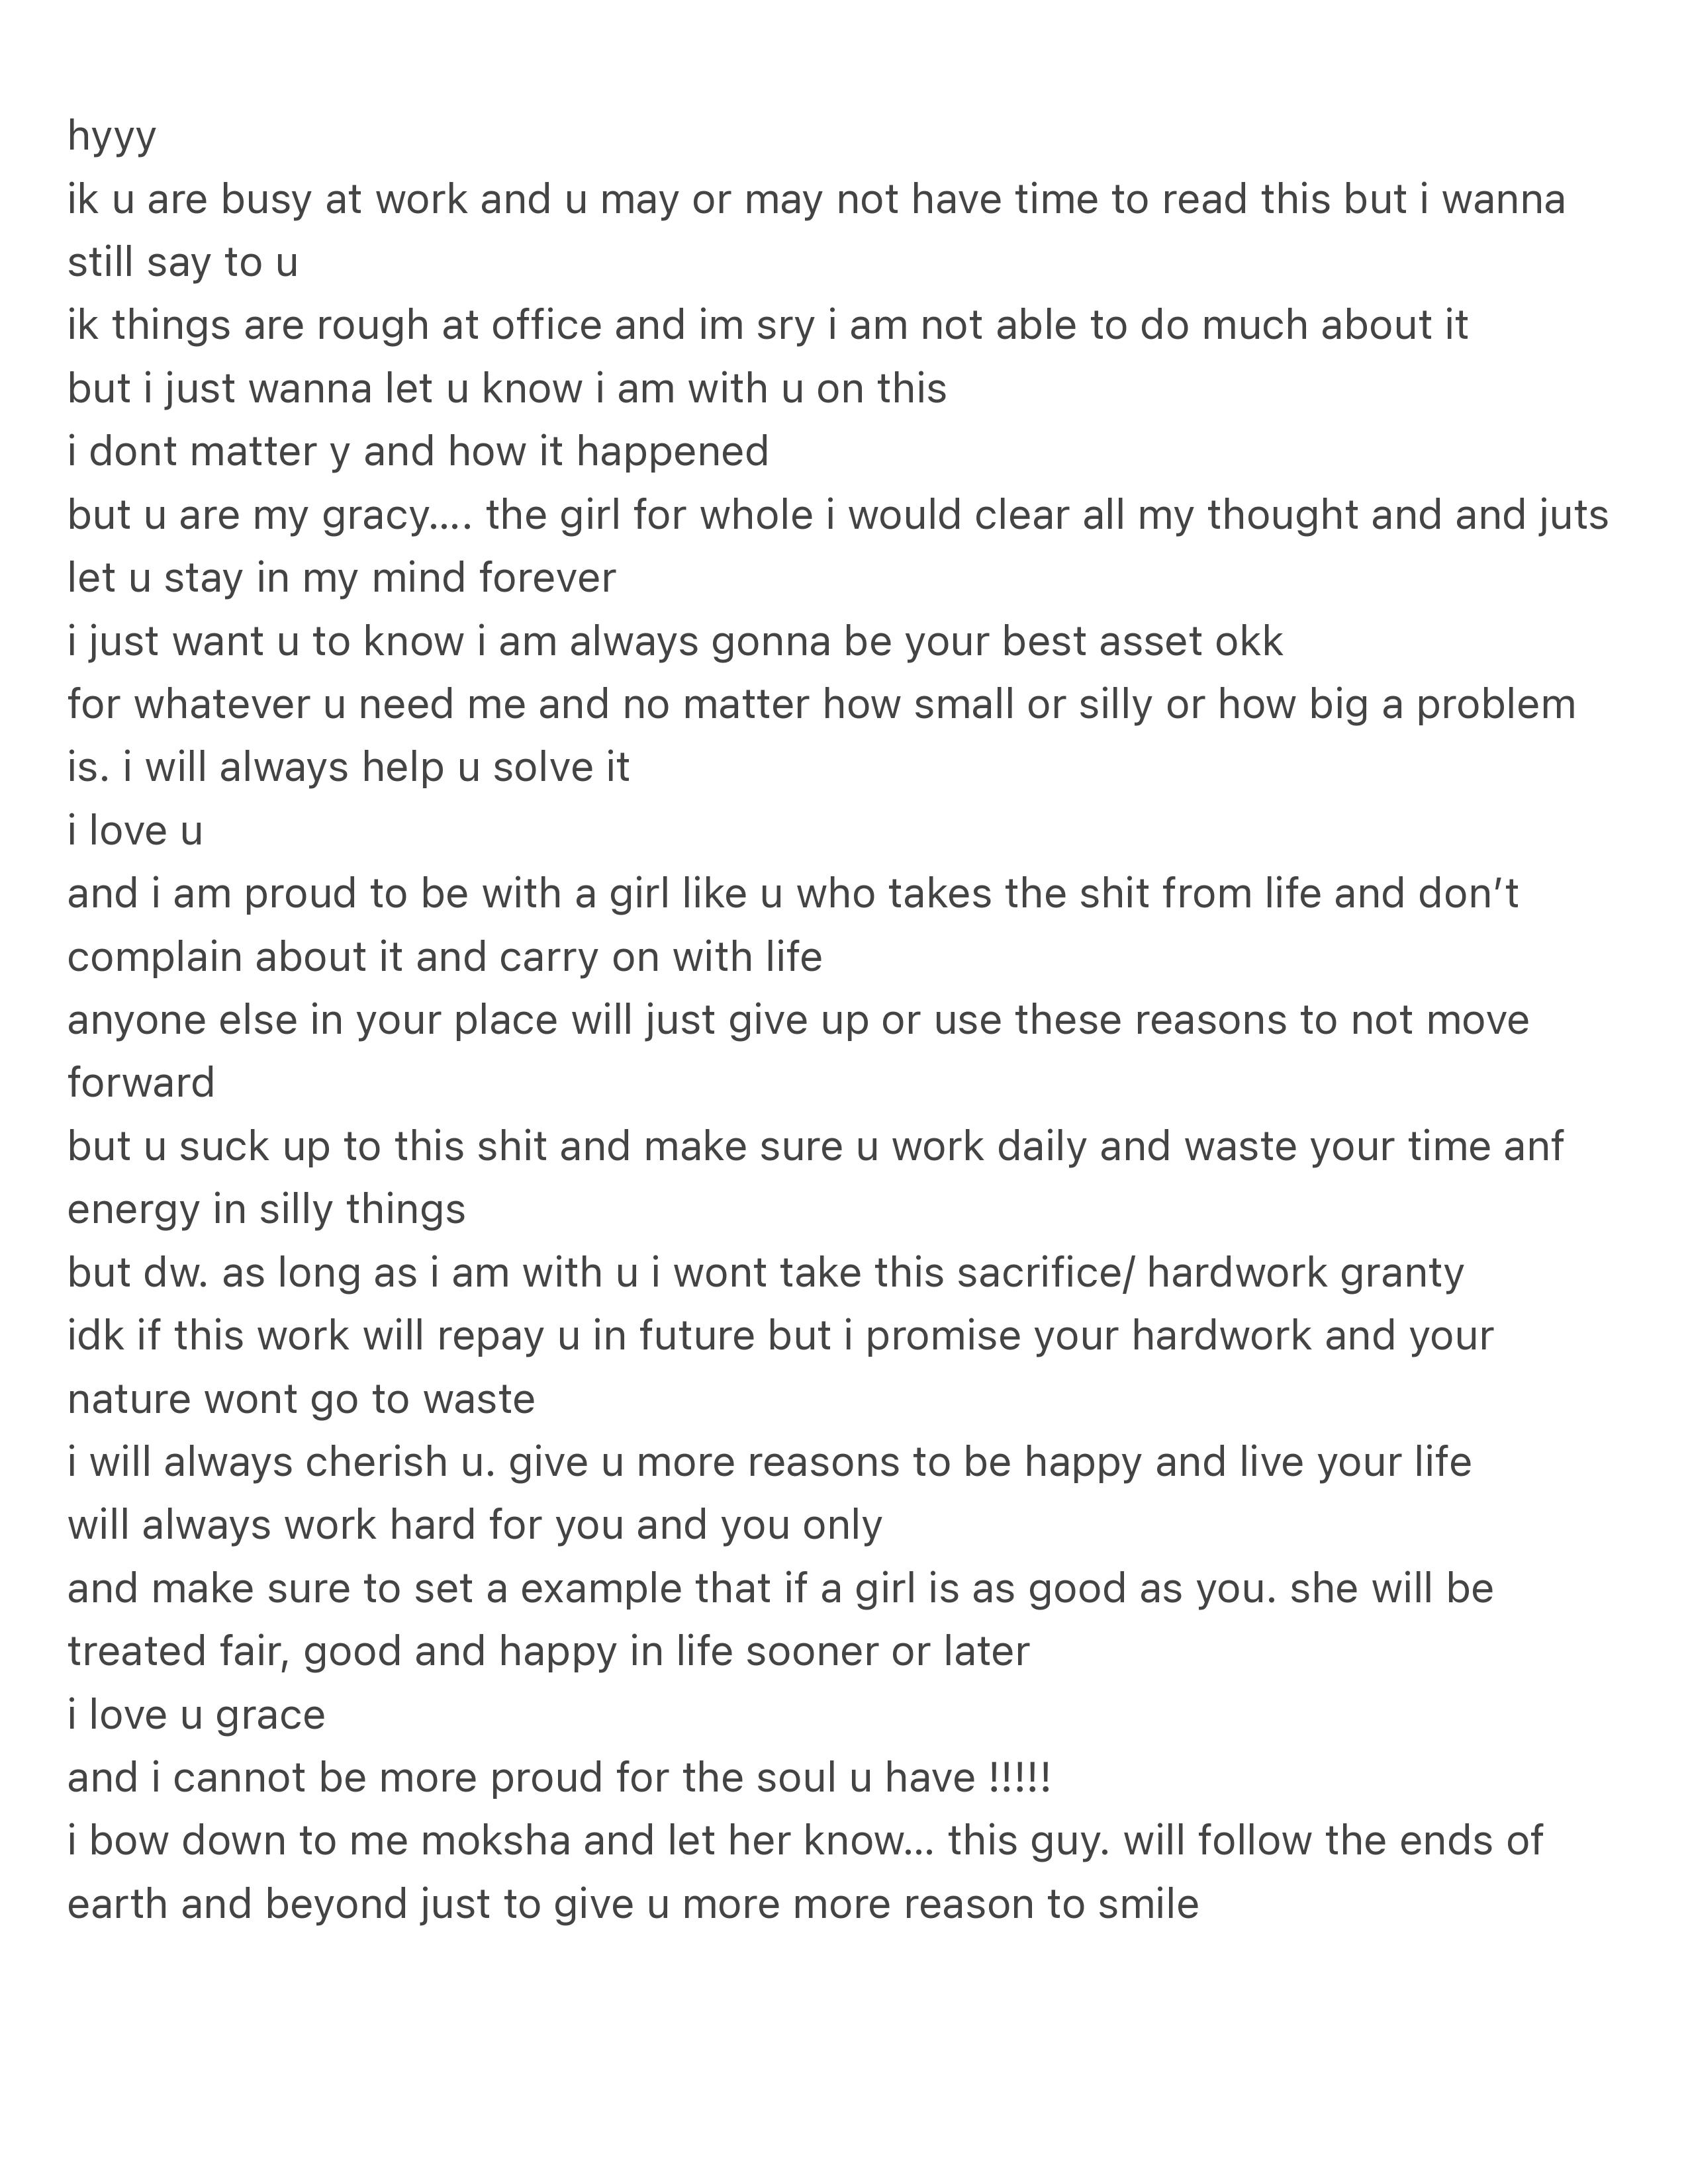 hyyy
ik u are busy at work and u may or may not have time to read this but i wanna
still say to u
ik things are rough at office and im sry i am not able to do much about it
but i just wanna let u know i am with u on this
i dont matter y and how it happened
but u are my gracy.... the girl for whole i would clear all my thought and and juts
let u stay in my mind forever
i just want u to know i am always gonna be your best asset okk
for whatever u need me and no matter how small or silly or how big a problem
is. i will always help u solve it
i love u
and i am proud to be with a girl like u who takes the shit from life and don’t
complain about it and carry on with life
anyone else in your place will just give up or use these reasons to not move
forward
but u suck up to this shit and make sure u work daily and waste your time anf
energy in silly things
but dw. as long as i am with u i wont take this sacrifice/ hardwork granty
idk if this work will repay u in future but i promise your hardwork and your
nature wont go to waste
i will always cherish u. give u more reasons to be happy and live your life
will always work hard for you and you only
and make sure to set a example that if a girl is as good as you. she will be
treated fair, good and happy in life sooner or later
i love u grace
and i cannot be more proud for the soul u have !!!!!
i bow down to me moksha and let her know... this guy. will follow the ends of
earth and beyond just to give u more more reason to smile